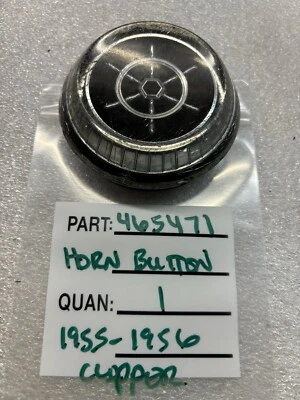 PART: 465471
HORN BUTTON
QUAN: 1
1955-1956
CLIPPER